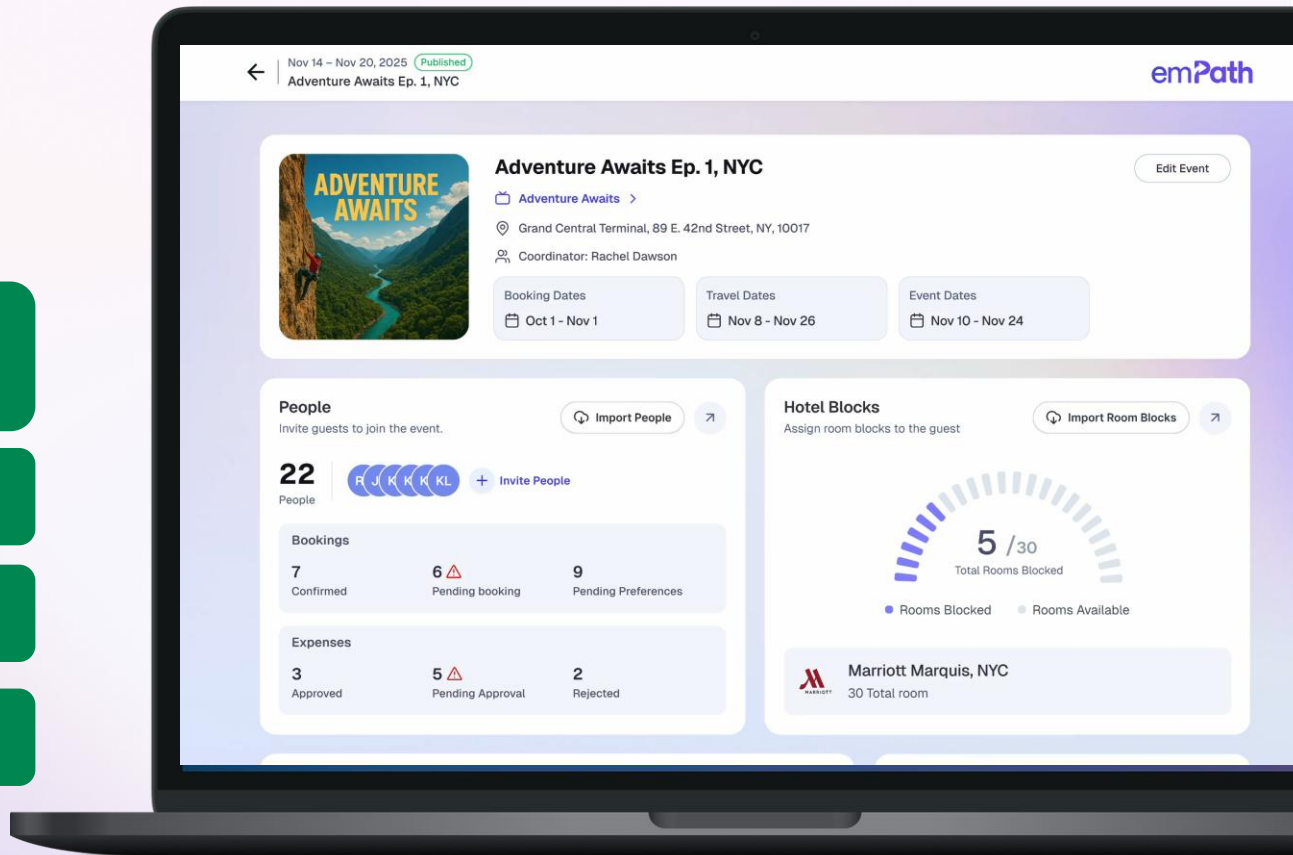 Nov 14 – Nov 20, 2025 Published
Adventure Awaits Ep. 1, NYC
emPath
ADVENTURE
AWAITS
Adventure Awaits Ep. 1, NYC
Edit Event
Adventure Awaits >
Grand Central Terminal, 89 E. 42nd Street, NY, 10017
Coordinator: Rachel Dawson
Booking Dates
Oct 1 - Nov 1
Travel Dates
Nov 8 - Nov 26
Event Dates
Nov 10 - Nov 24
People
Invite guests to join the event.
Import People
22
People
R J K K K KL
+ Invite People
Bookings
7
Confirmed
6
Pending booking
9
Pending Preferences
Expenses
3
Approved
5
Pending Approval
2
Rejected
Hotel Blocks
Assign room blocks to the guest
Import Room Blocks
5 /30
Total Rooms Blocked
Rooms Blocked
Rooms Available
MARRIOTT
Marriott Marquis, NYC
30 Total room